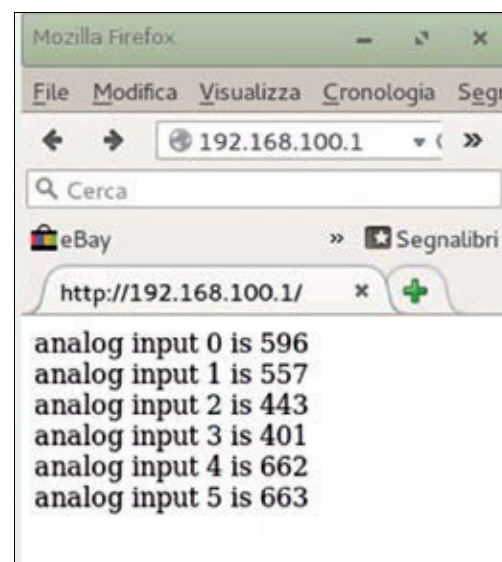 Mozilla Firefox
File Modifica Visualizza Cronologia Segn
192.168.100.1
Cerca
eBay » Segnalibri
http://192.168.100.1/
analog input 0 is 596
analog input 1 is 557
analog input 2 is 443
analog input 3 is 401
analog input 4 is 662
analog input 5 is 663